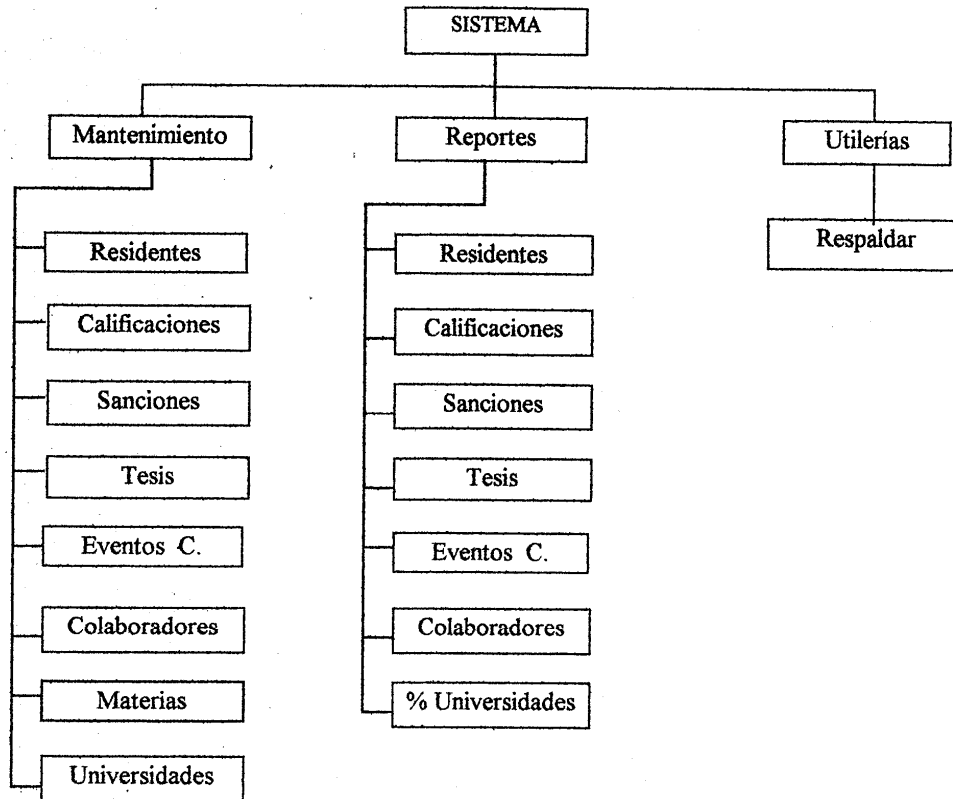 SISTEMA
Mantenimiento
Reportes
Utilerías
Residentes
Calificaciones
Sanciones
Tesis
Eventos C.
Colaboradores
Materias
Universidades
Residentes
Calificaciones
Sanciones
Tesis
Eventos C.
Colaboradores
% Universidades
Respaldar